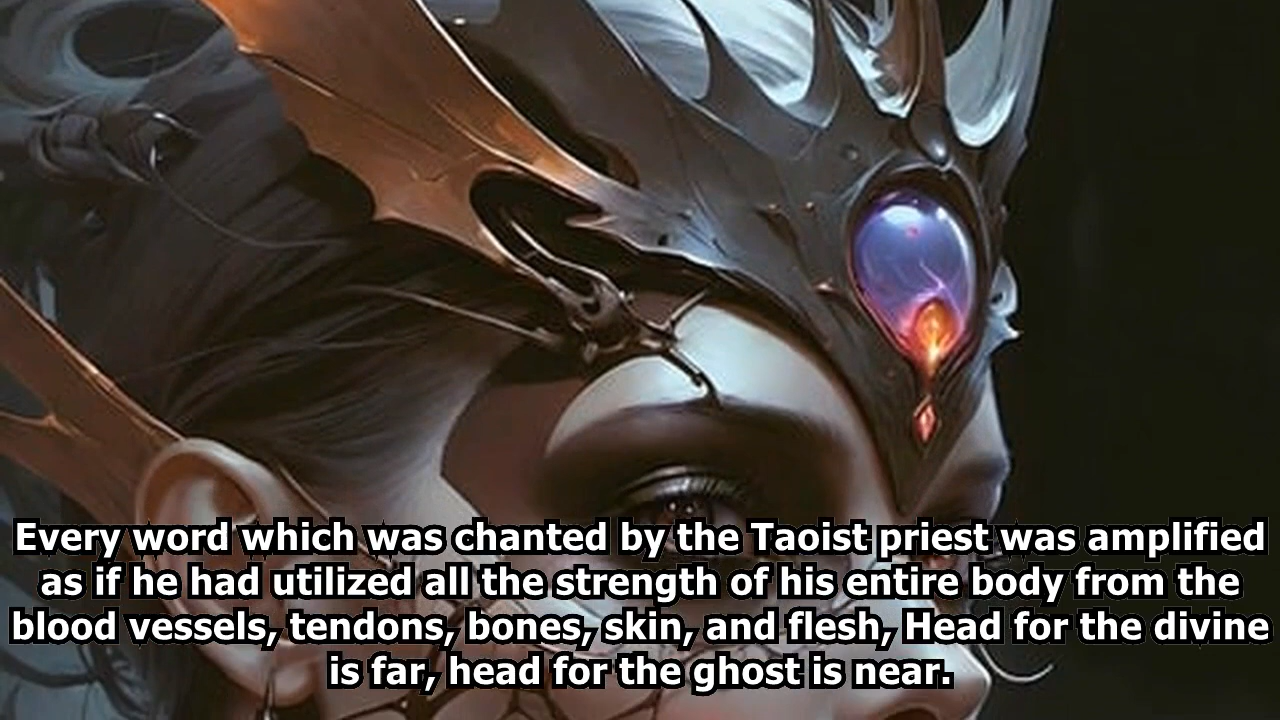 Every word which was chanted by the Taoist priest was amplified
as if he had utilized all the strength of his entire body from the
blood vessels, tendons, bones, skin, and flesh, Head for the divine
is far, head for the ghost is near.